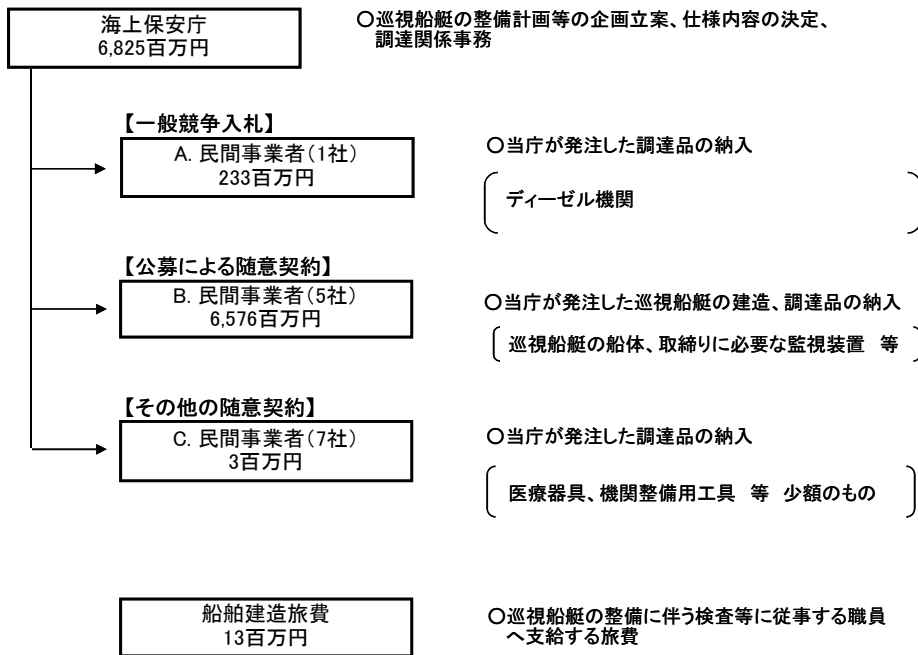 海上保安庁
6,825百万円
○巡視船艇の整備計画等の企画立案、仕様内容の決定、
調達関係事務
【一般競争入札】
A. 民間事業者(1社)
233百万円
○当庁が発注した調達品の納入
ディーゼル機関
【公募による随意契約】
B. 民間事業者(5社)
6,576百万円
○当庁が発注した巡視船艇の建造、調達品の納入
巡視船艇の船体、取締りに必要な監視装置 等
【その他の随意契約】
C. 民間事業者(7社)
3百万円
○当庁が発注した調達品の納入
医療器具、機関整備用工具 等 少額のもの
船舶建造旅費
13百万円
○巡視船艇の整備に伴う検査等に従事する職員
へ支給する旅費